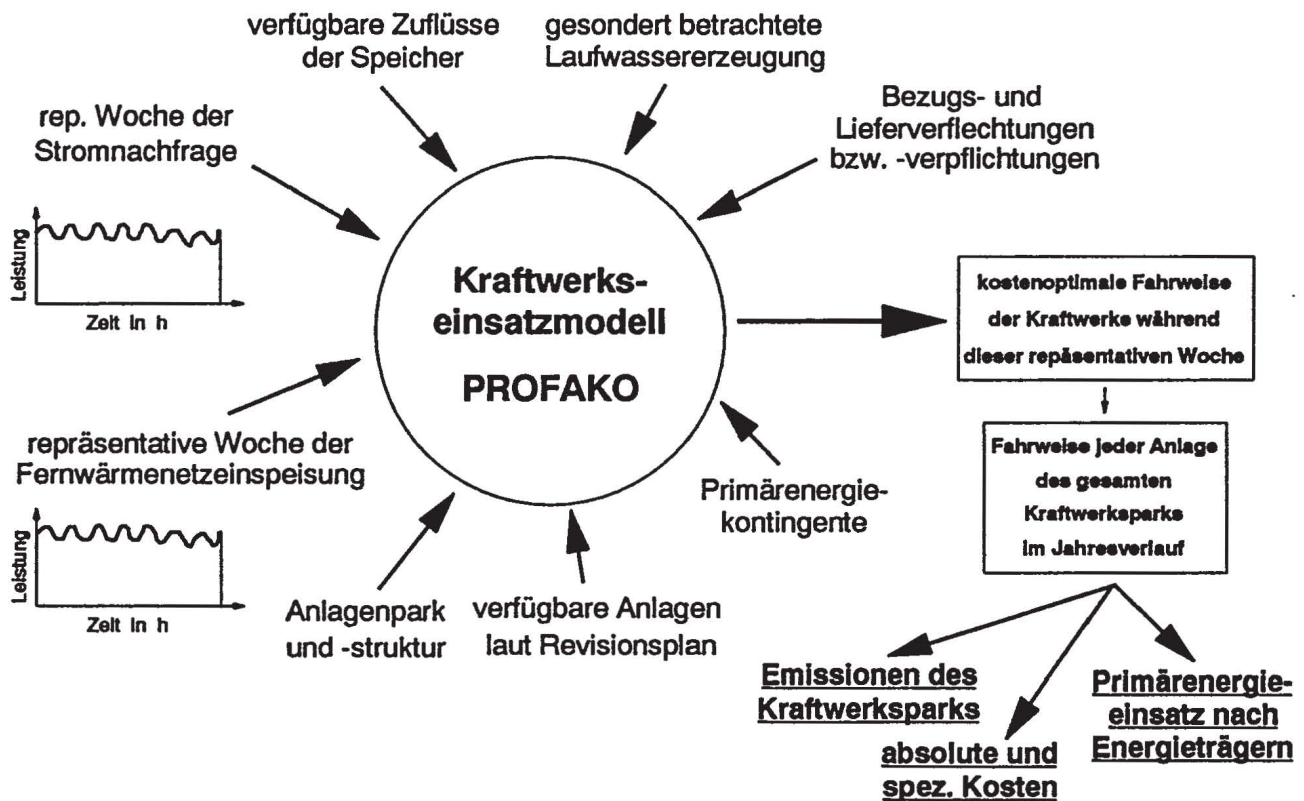 verfügbare Zuflüsse
der Speicher
gesondert betrachtete
Laufwassererzeugung
rep. Woche der
Stromnachfrage
Bezugs- und
Lieferverflechtungen
bzw. -verpflichtungen
Leistung
Zeit in h
Kraftwerks-
einsatzmodell
PROFAKO
kostenoptimale Fahrweise
der Kraftwerke während
dieser repäsentativen Woche
repräsentative Woche der
Fernwärmenetzeinspeisung
Leistung
Zeit in h
Anlagenpark
und -struktur
verfügbare Anlagen
laut Revisionsplan
Primärenergie-
kontingente
Fahrweise jeder Anlage
des gesamten
Kraftwerksparks
im Jahresverlauf
Emissionen des
Kraftwerksparks
absolute und
spez. Kosten
Primärenergie-
einsatz nach
Energieträgern